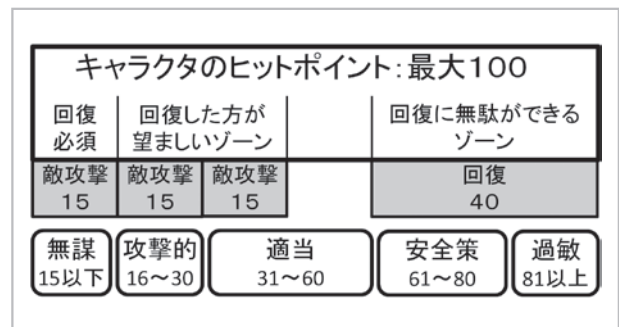 キャラクタのヒットポイント:最大100
回復
必須
回復した方が
望ましいゾーン
回復に無駄ができる
ゾーン
敵攻撃
15
敵攻撃
15
敵攻撃
15
回復
40
無謀
15以下
攻撃的
16～30
適当
31～60
安全策
61～80
過敏
81以上